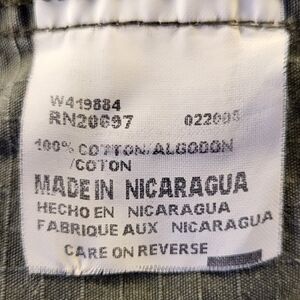 W419884
RN20697 022008
100% COTTON/ALGODON
/COTON
MADE IN NICARAGUA
HECHO EN NICARAGUA
FABRIQUE AUX NICARAGUA
CARE ON REVERSE